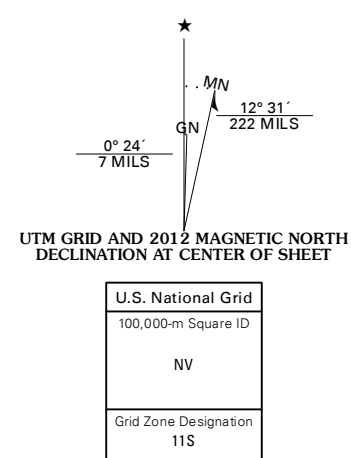 ★
MN
GN
12° 31´
222 MILS
0° 24´
7 MILS
UTM GRID AND 2012 MAGNETIC NORTH
DECLINATION AT CENTER OF SHEET
U.S. National Grid
100,000-m Square ID
NV
Grid Zone Designation
11S